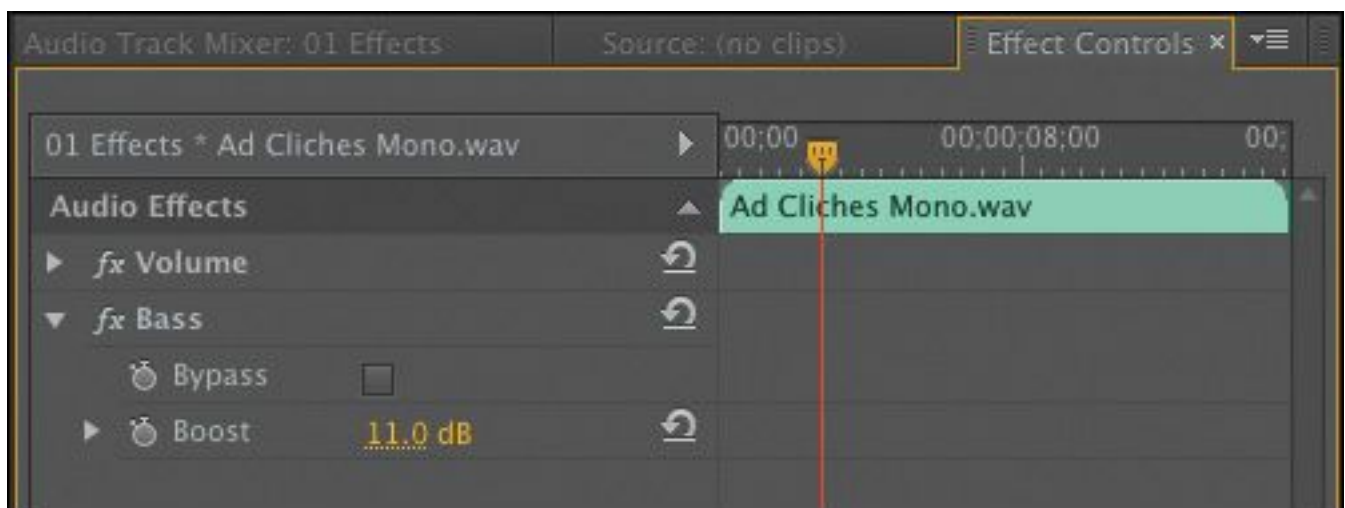 Audio Track Mixer: 01 Effects Source: (no clips) Effect Controls ×
01 Effects * Ad Cliches Mono.wav 00;00 00;00;08;00 00;
Audio Effects Ad Cliches Mono.wav
fx Volume
fx Bass
Bypass
Boost 11.0 dB